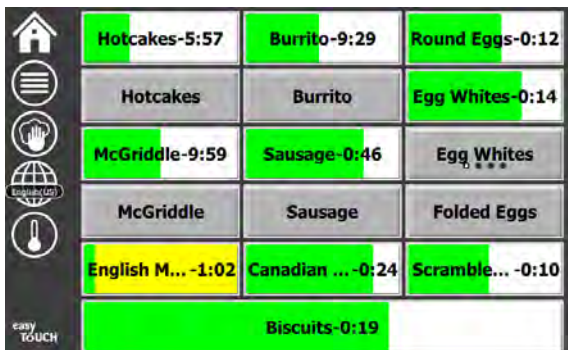 Hotcakes-5:57 Burrito-9:29 Round Eggs-0:12
Hotcakes Burrito Egg Whites-0:14
McGriddle-9:59 Sausage-0:46 Egg Whites
English(US)
McGriddle Sausage Folded Eggs
English M... -1:02 Canadian ...-0:24 Scramble... -0:10
easy TOUCH Biscuits-0:19